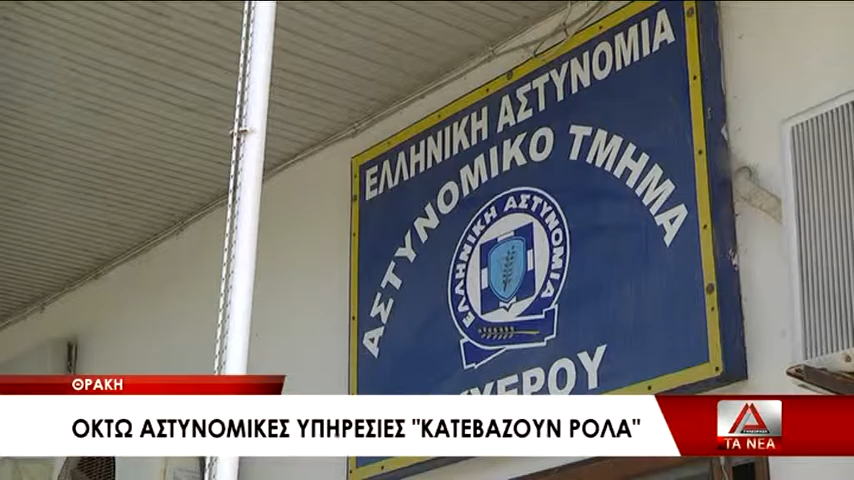 ΕΛΛΗΝΙΚΗ ΑΣΤΥΝΟΜΙΑ
ΑΣΤΥΝΟΜΙΚΟ ΤΜΗΜΑ
ΕΛΛΗΝΙΚΗ ΑΣΤΥΝΟΜΙΑ
ΘΡΑΚΗ
ΟΚΤΩ ΑΣΤΥΝΟΜΙΚΕΣ ΥΠΗΡΕΣΙΕΣ "ΚΑΤΕΒΑΖΟΥΝ ΡΟΛΑ"
ΤΑ ΝΕΑ